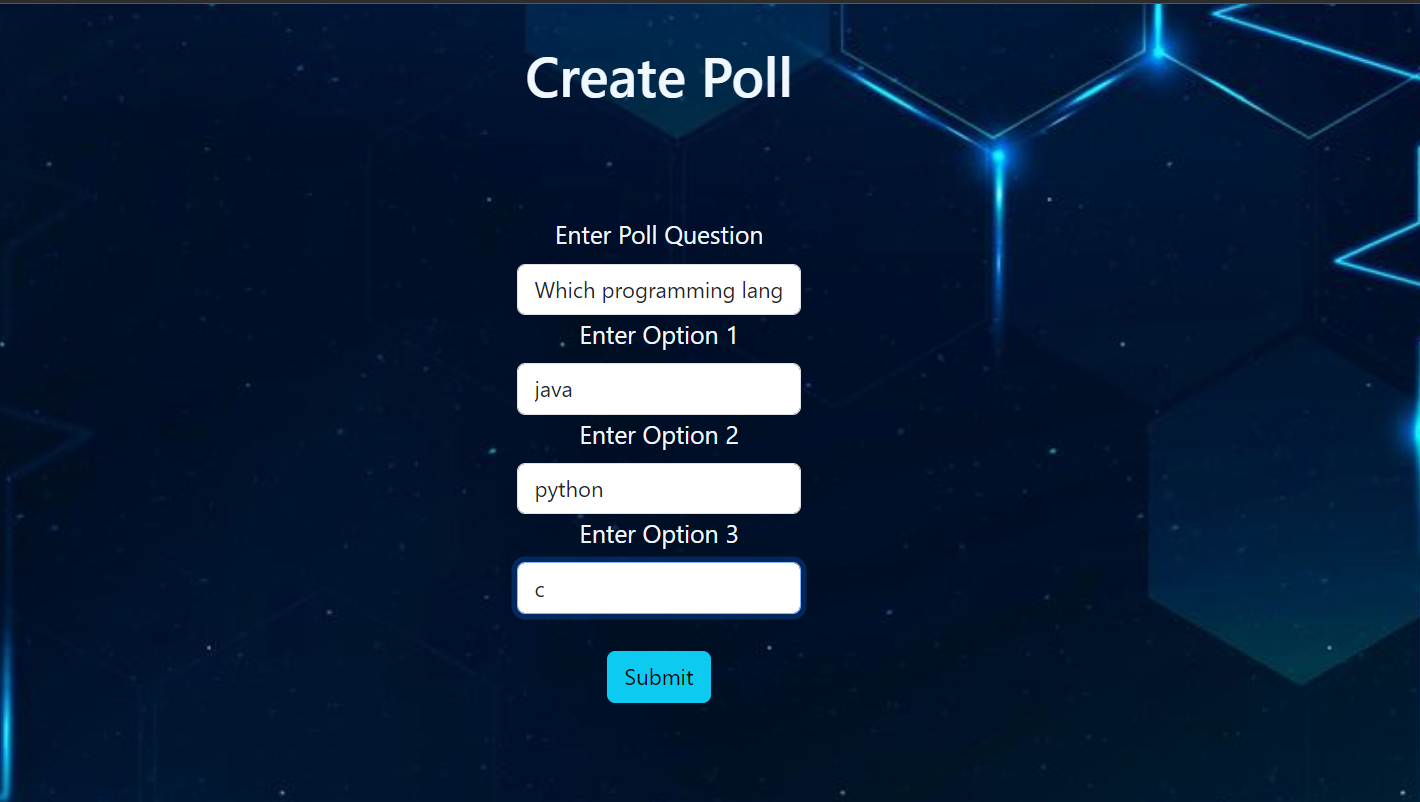 Create Poll
Enter Poll Question
Which programming lang
Enter Option 1
java
Enter Option 2
python
Enter Option 3
c
Submit